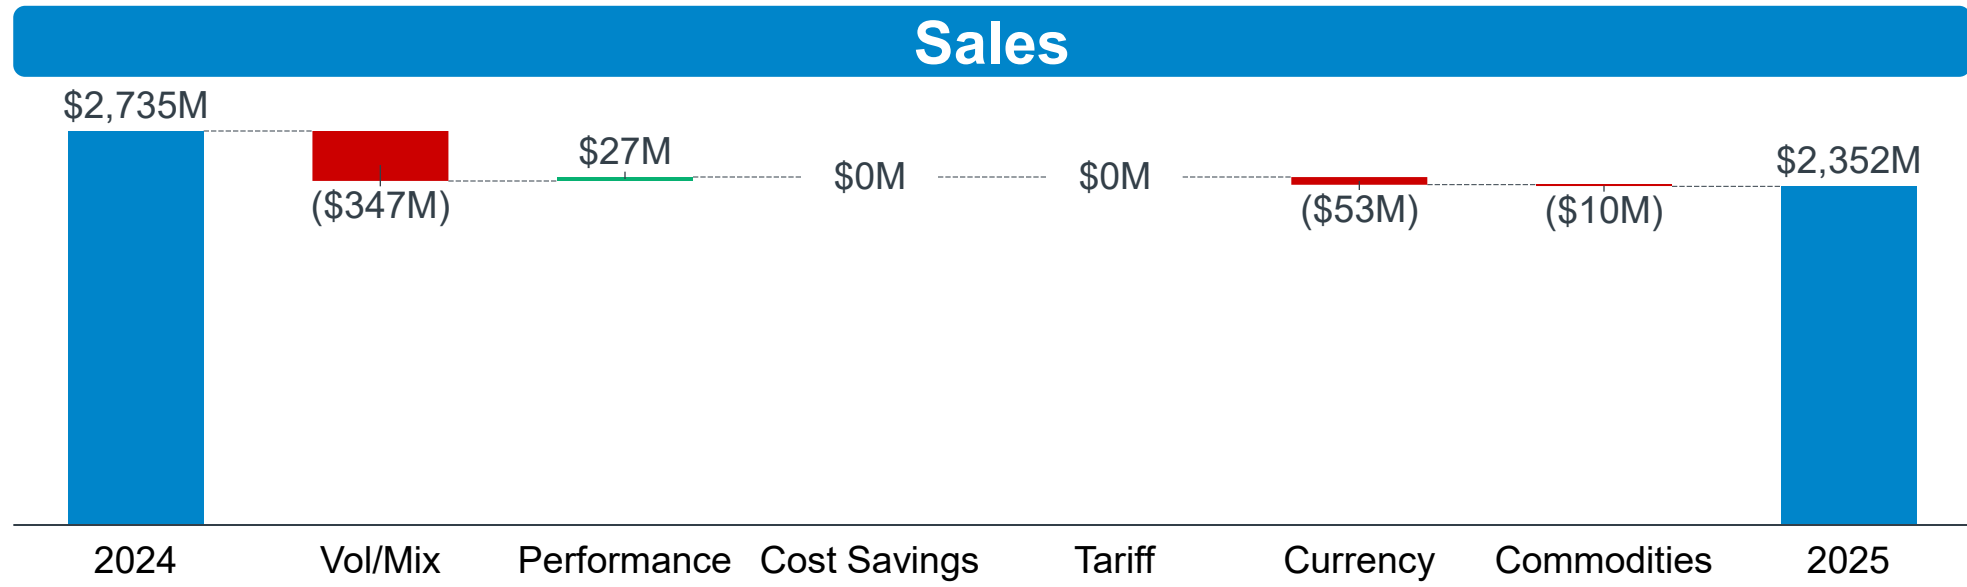 Sales
$2,735M
($347M)
$27M
$0M
$0M
($53M)
($10M)
$2,352M
2024 Vol/Mix Performance Cost Savings Tariff Currency Commodities 2025